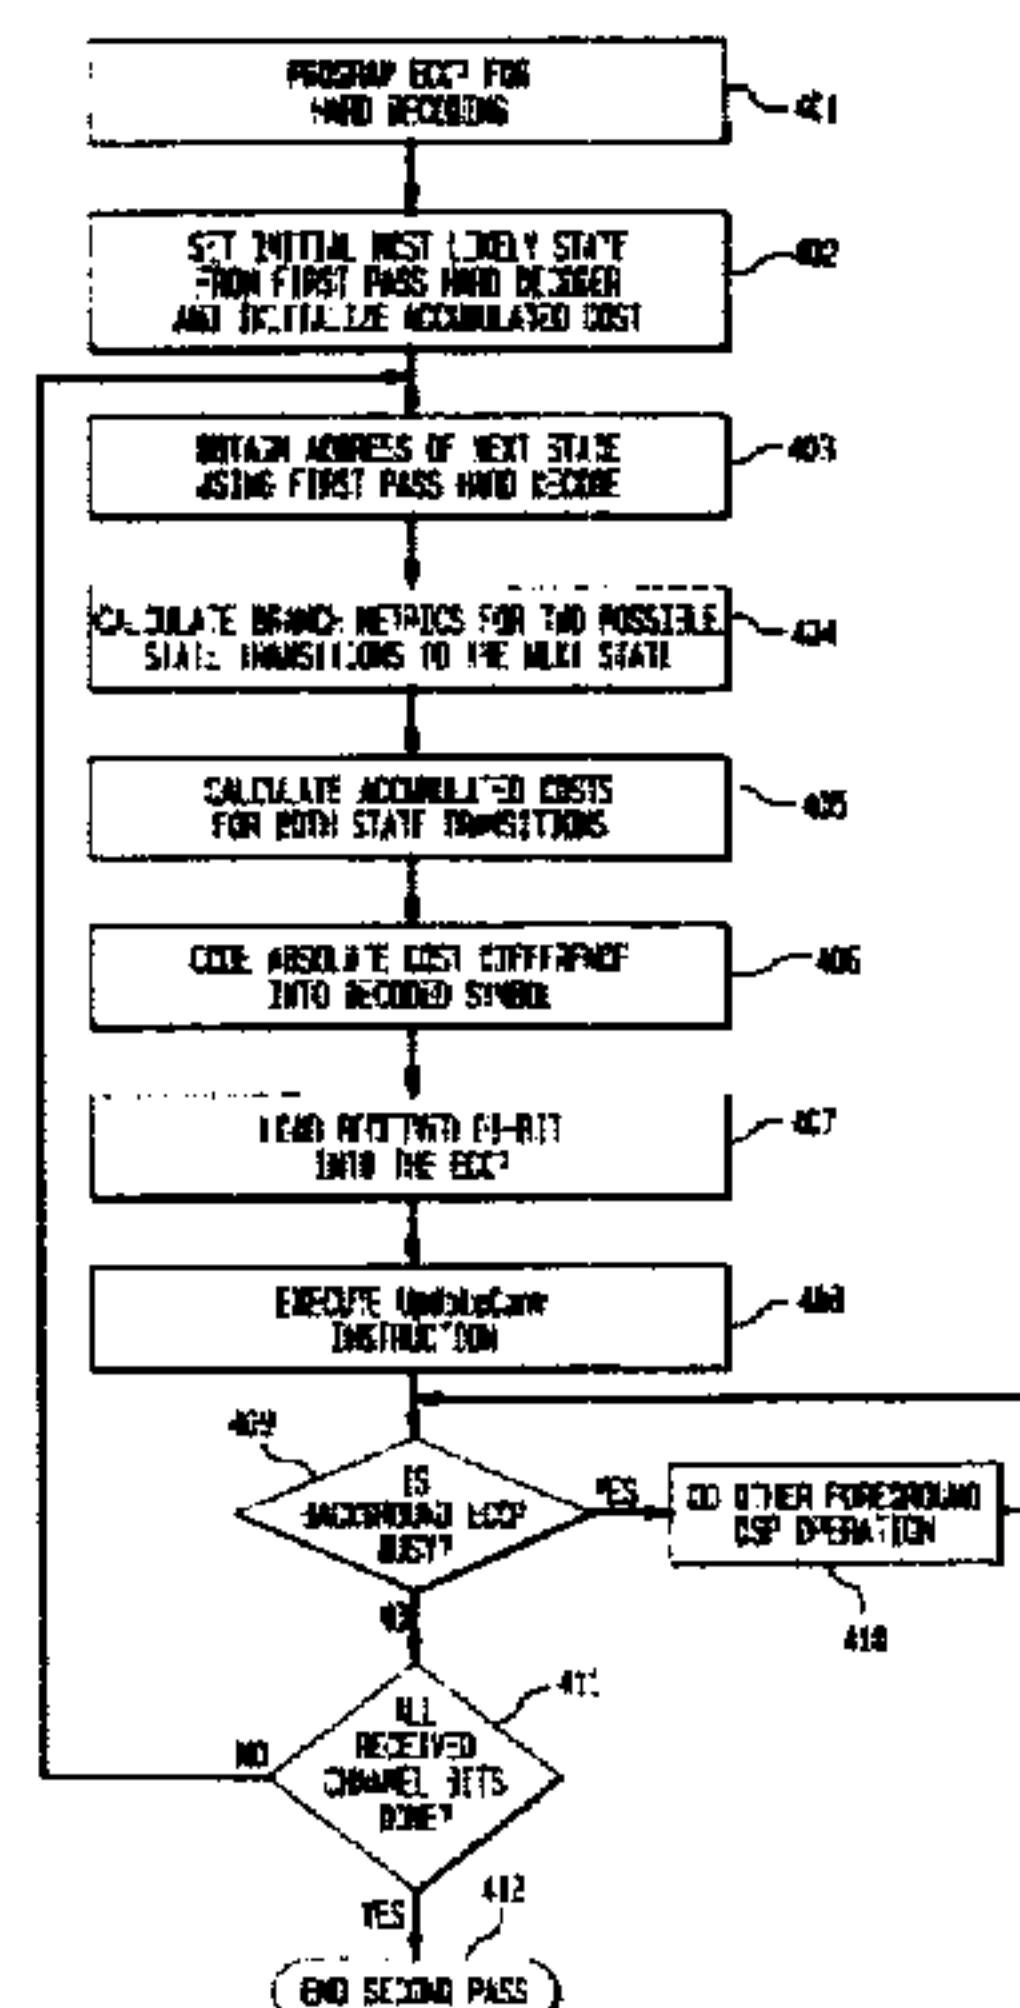 PROGRAM ECCP FOR
HARD DECODING
401
SET INITIAL MOST LIKELY STATE
FROM FIRST PASS HARD DECODER
AND INITIALIZE ACCUMULATED COST
402
OBTAIN ADDRESS OF NEXT STATE
USING FIRST PASS HARD DECODE
403
CALCULATE BRANCH METRICS FOR TWO POSSIBLE
STATE TRANSITIONS TO THE NEXT STATE
404
CALCULATE ACCUMULATED COSTS
FOR BOTH STATE TRANSITIONS
405
CODE ABSOLUTE COST DIFFERENCE
INTO DECODED SYMBOL
406
LOAD RECEIVED
INTO THE ECCP
407
EXECUTE
INSTRUCTION
408
409
IS
BACKGROUND LOOP
BUSY?
YES
DO OTHER FOREGROUND
DSP OPERATION
410
NO
411
ALL
RECEIVED
CHANNEL BITS
DONE?
NO
YES
412
END SECOND PASS